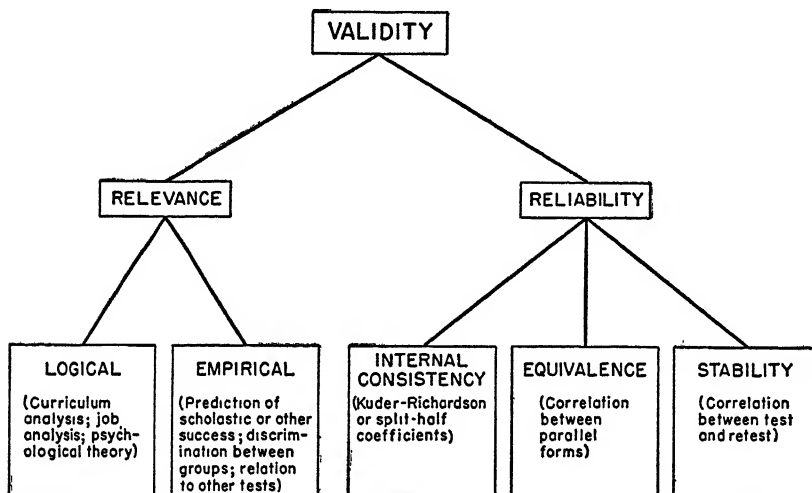 VALIDITY
RELEVANCE
RELIABILITY
LOGICAL
(Curriculum
analysis; job
analysis; psych-
ological theory)
EMPIRICAL
(Prediction of
scholastic or other
success; discrim-
ination between
groups; relation
to other tests)
INTERNAL
CONSISTENCY
(Kuder-Richardson
or split-half
coefficients)
EQUIVALENCE
(Correlation
between
parallel
forms)
STABILITY
(Correlation
between test
and retest)